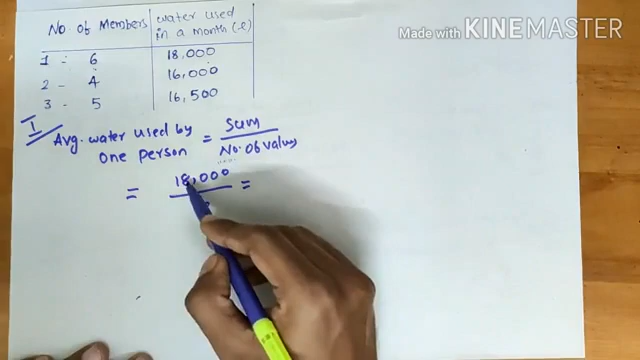 Made with KINEMASTER
No of Members water used
in a month (l)
1 - 6 18,000
2 - 4 16,000
3 - 5 16,500
I
Avg. water used by = sum
one person No. of values
= 18,000 =